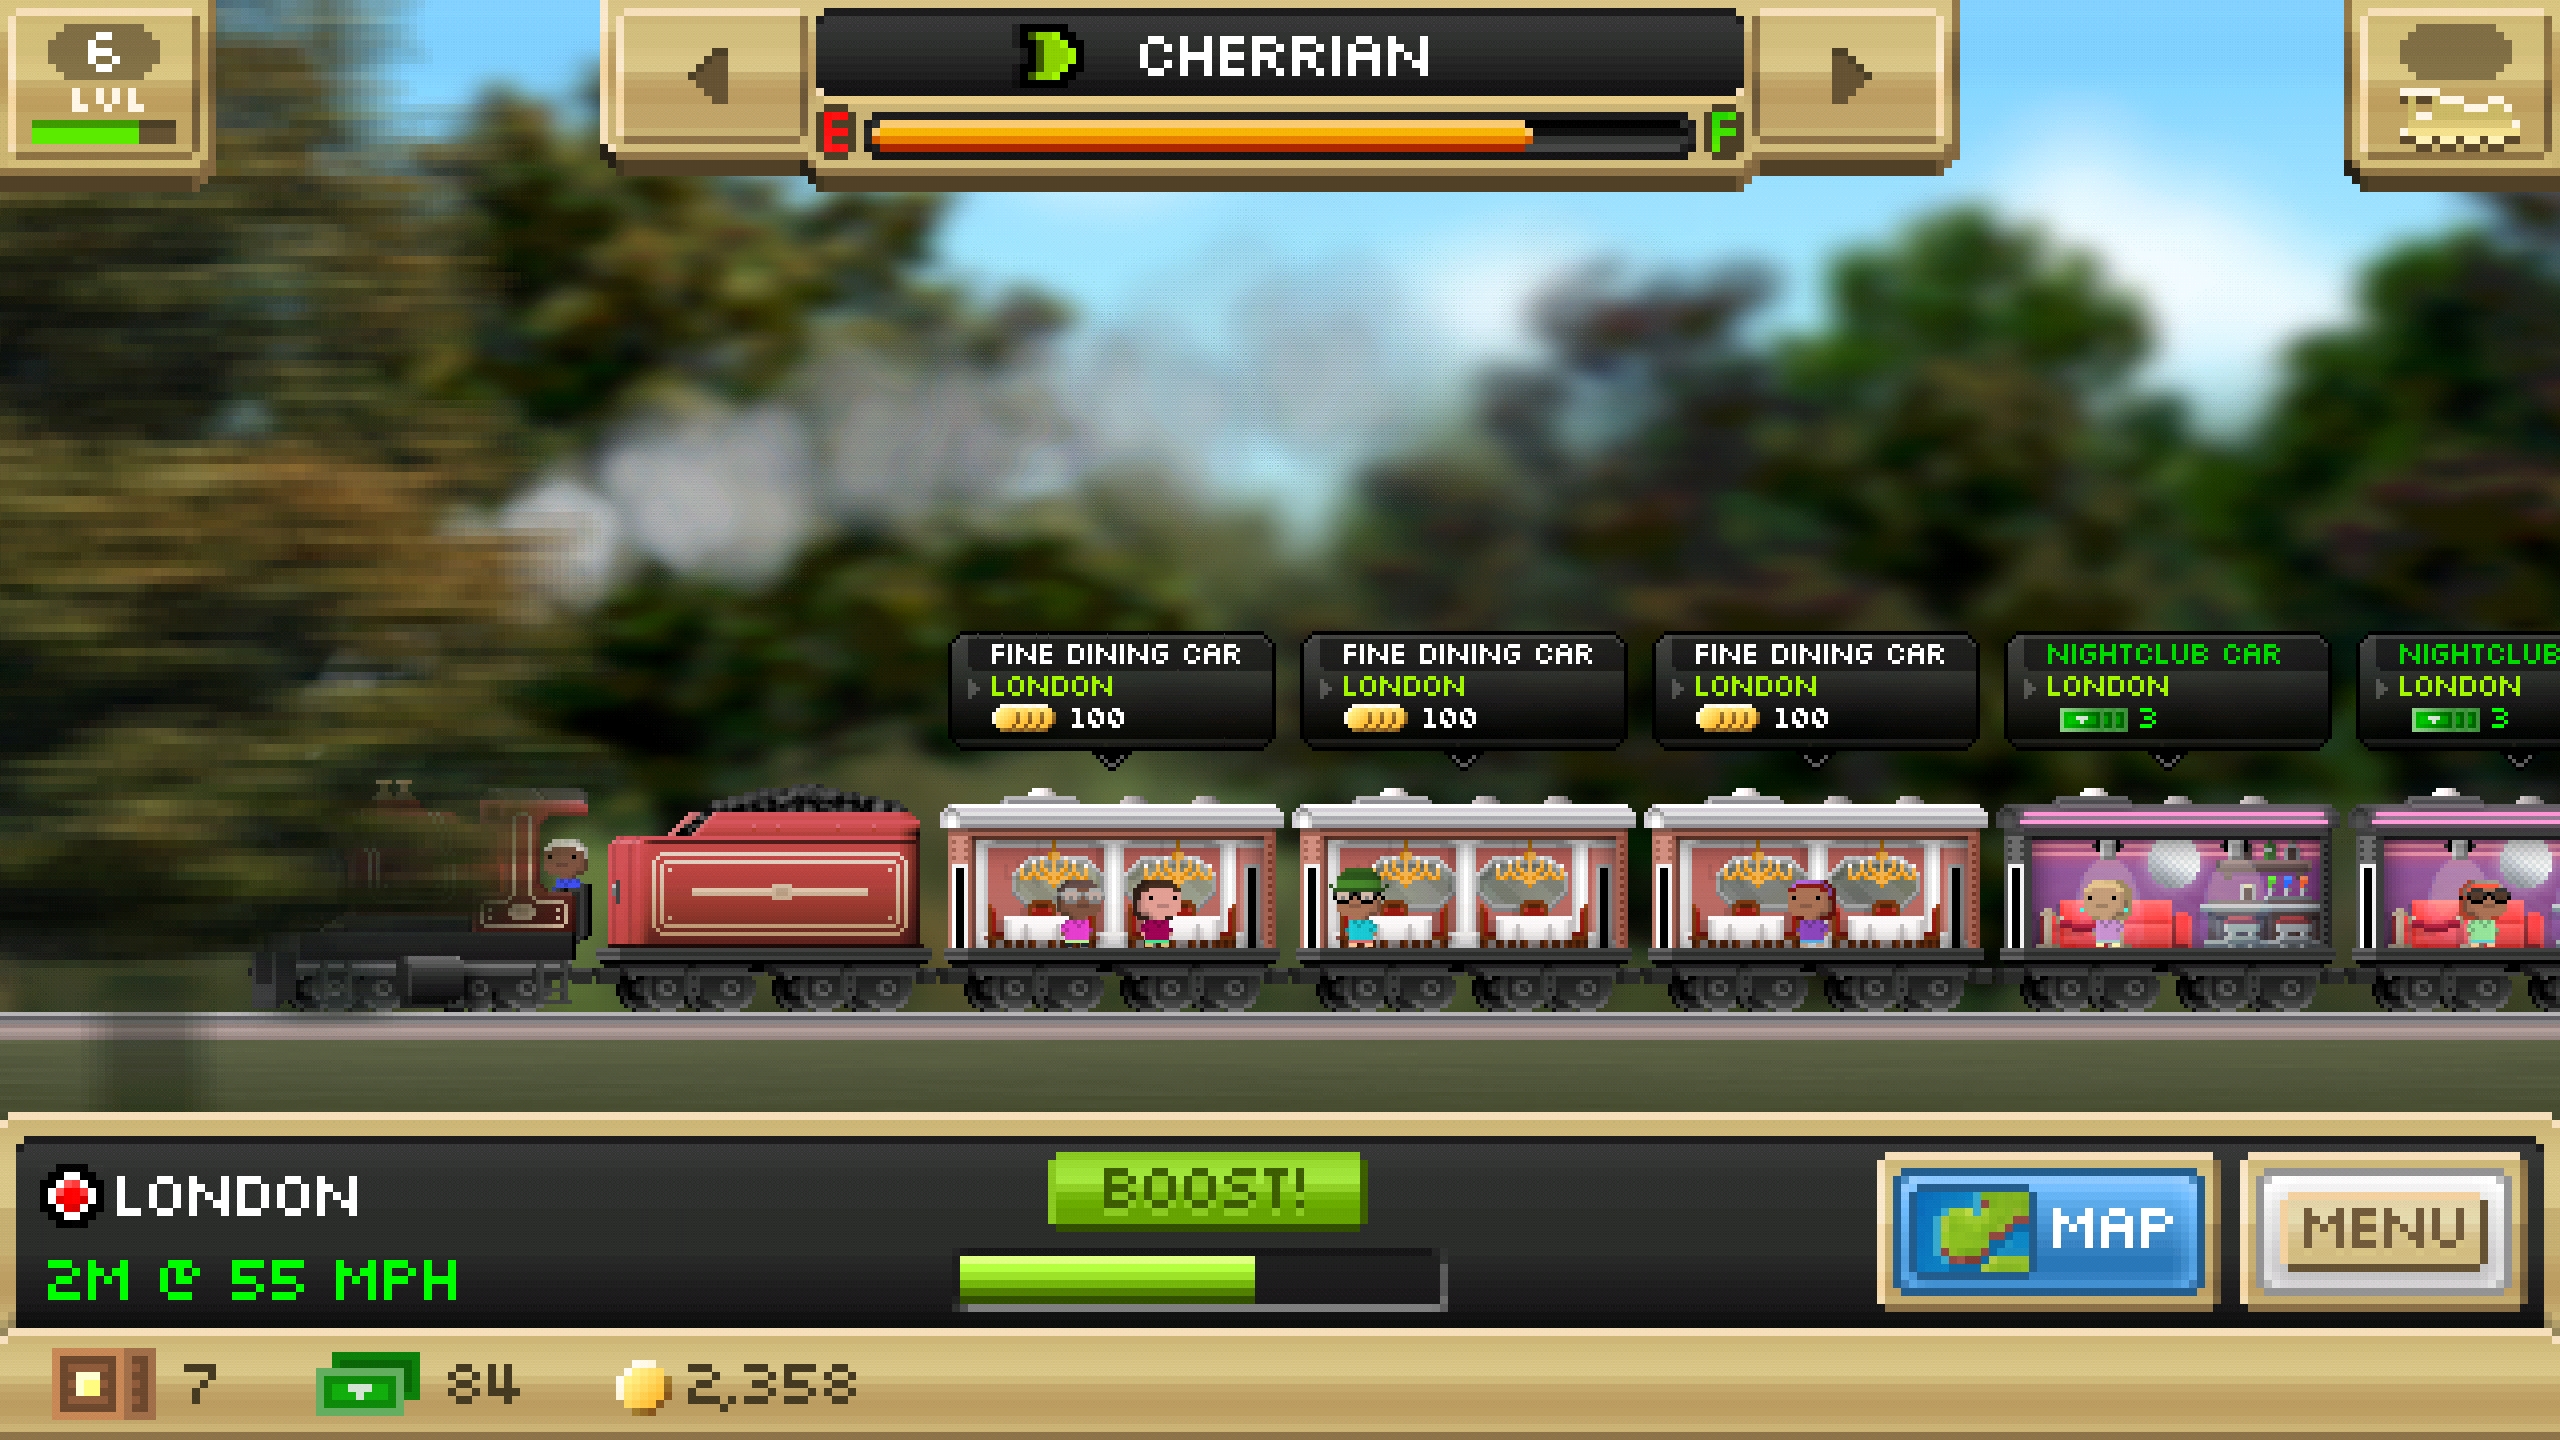 6
LVL
CHERRIAN
E
F
FINE DINING CAR
LONDON
100
FINE DINING CAR
LONDON
100
FINE DINING CAR
LONDON
100
NIGHTCLUB CAR
LONDON
3
NIGHTCLUB
LONDON
3
LONDON
2M @ 55 MPH
BOOST!
MAP
MENU
7
84
2,358